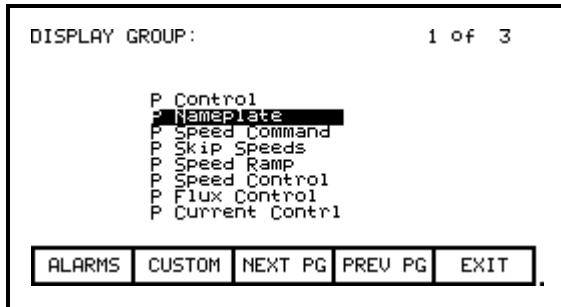 DISPLAY GROUP: 1 of 3
P Control
P Nameplate
P Speed Command
P Skip Speeds
P Speed Ramp
P Speed Control
P Flux Control
P Current Contrl
ALARMS CUSTOM NEXT PG PREV PG EXIT